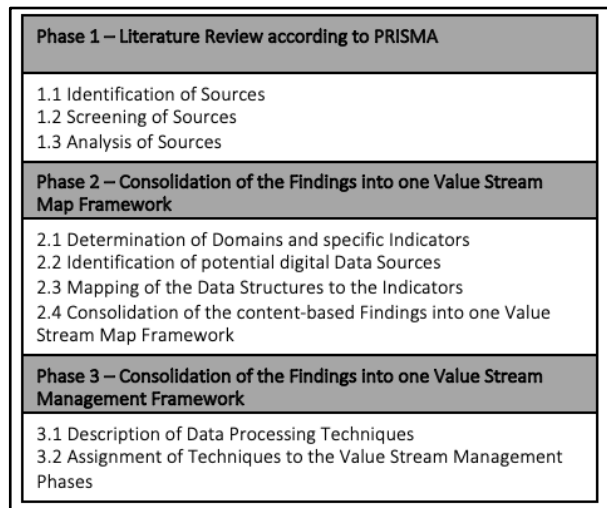 Phase 1 – Literature Review according to PRISMA
1.1 Identification of Sources
1.2 Screening of Sources
1.3 Analysis of Sources
Phase 2 – Consolidation of the Findings into one Value Stream
Map Framework
2.1 Determination of Domains and specific Indicators
2.2 Identification of potential digital Data Sources
2.3 Mapping of the Data Structures to the Indicators
2.4 Consolidation of the content-based Findings into one Value
Stream Map Framework
Phase 3 – Consolidation of the Findings into one Value Stream
Management Framework
3.1 Description of Data Processing Techniques
3.2 Assignment of Techniques to the Value Stream Management
Phases